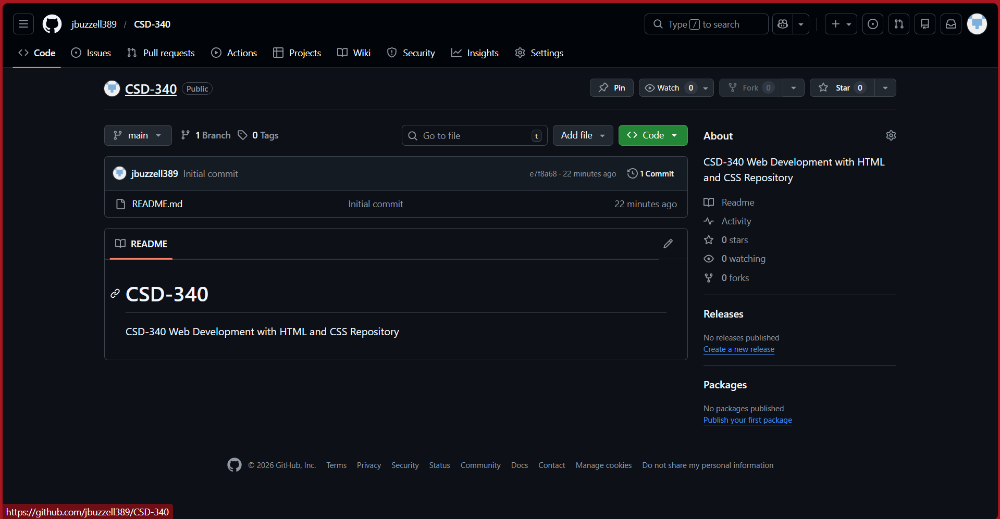 jbuzzell389 / CSD-340
Type / to search
Code Issues Pull requests Actions Projects Wiki Security Insights Settings
CSD-340 Public
Pin Watch 0 Fork 0 Star 0
main 1 Branch 0 Tags
Go to file t Add file Code
jbuzzell389 Initial commit e7f8a68 · 22 minutes ago 1 Commit
README.md Initial commit 22 minutes ago
README
CSD-340
CSD-340 Web Development with HTML and CSS Repository
About
CSD-340 Web Development with HTML
and CSS Repository
Readme
Activity
0 stars
0 watching
0 forks
Releases
No releases published
Create a new release
Packages
No packages published
Publish your first package
© 2026 GitHub, Inc. Terms Privacy Security Status Community Docs Contact Manage cookies Do not share my personal information
https://github.com/jbuzzell389/CSD-340